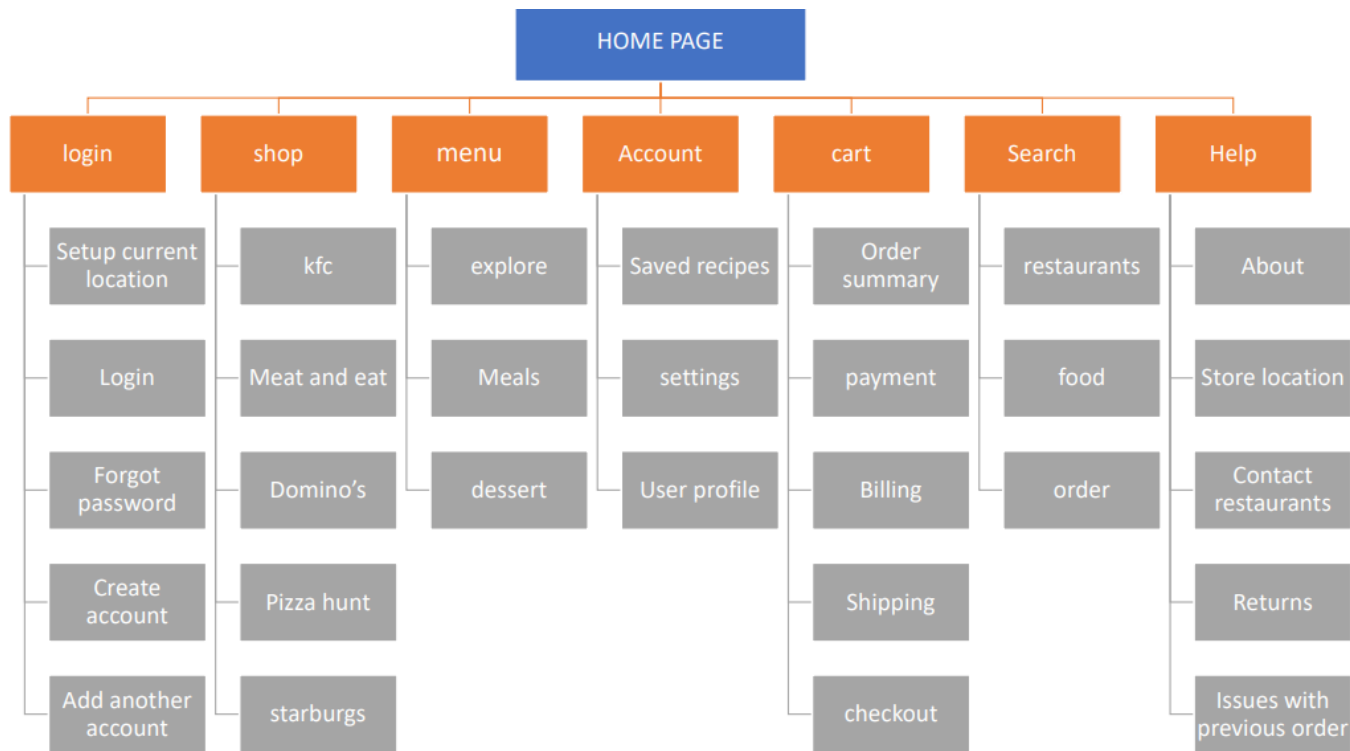 HOME PAGE
login
shop
menu
Account
cart
Search
Help
Setup current
location
Login
Forgot
password
Create
account
Add another
account
kfc
Meat and eat
Domino’s
Pizza hunt
starburgs
explore
Meals
dessert
Saved recipes
settings
User profile
Order
summary
payment
Billing
Shipping
checkout
restaurants
food
order
About
Store location
Contact
restaurants
Returns
Issues with
previous order